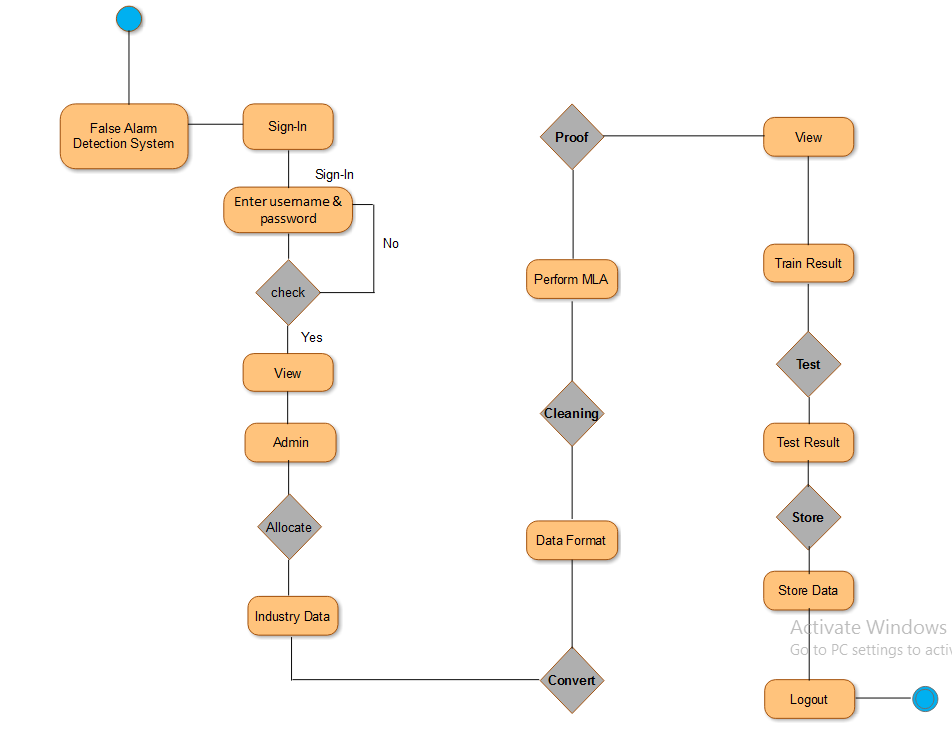 False Alarm
Detection System
Sign-In
Sign-In
Enter username &
password
No
check
Yes
View
Admin
Allocate
Industry Data
Convert
Data Format
Cleaning
Perform MLA
Proof
View
Train Result
Test
Test Result
Store
Store Data
Activate Windows
Go to PC settings to activ
Logout